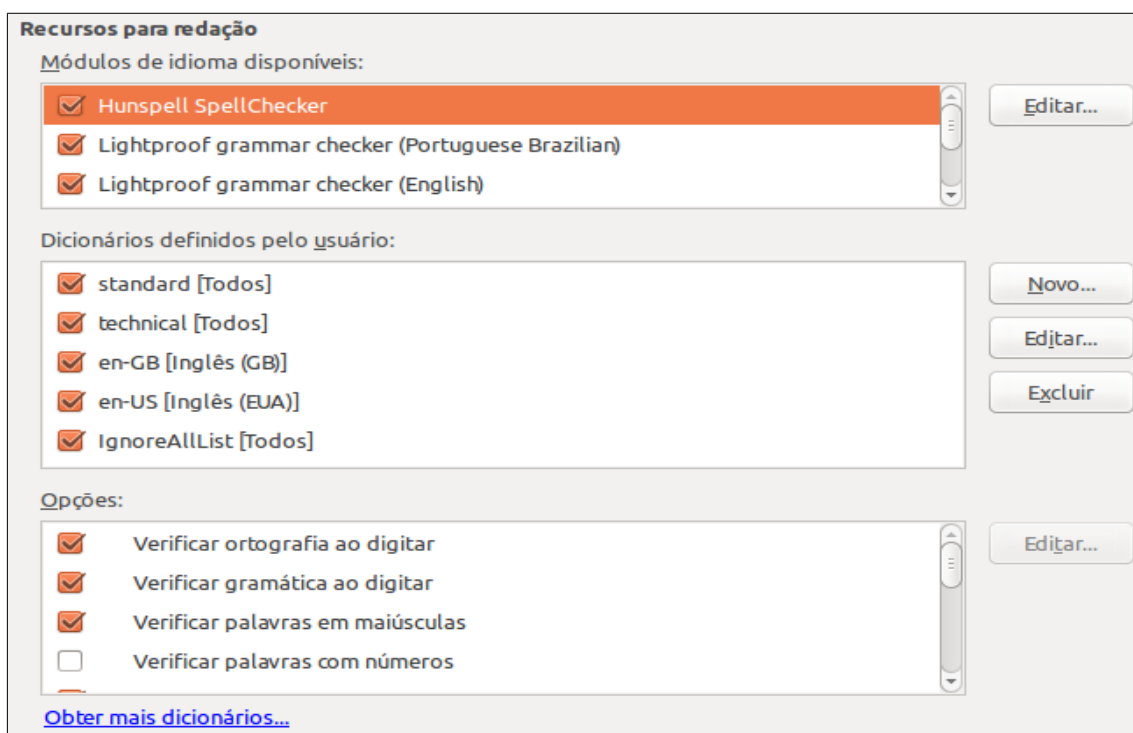 Recursos para redação
Módulos de idioma disponíveis:
Hunspell SpellChecker
Editar...
Lightproof grammar checker (Portuguese Brazilian)
Lightproof grammar checker (English)
Dicionários definidos pelo usuário:
standard [Todos]
Novo...
technical [Todos]
Editar...
en-GB [Inglês (GB)]
en-US [Inglês (EUA)]
Excluir
IgnoreAllList [Todos]
Opções:
Verificar ortografia ao digitar
Editar...
Verificar gramática ao digitar
Verificar palavras em maiúsculas
Verificar palavras com números
Obter mais dicionários...